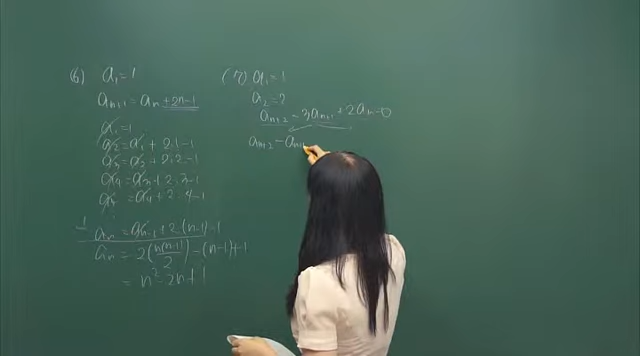 (6) a₁=1
aₙ₊₁ = aₙ+2n-1
a₁=1
a₂=a₁+2·1-1
a₃=a₂+2·2-1
a₄=a₃+2·3-1
a₅=a₄+2·4-1
aₙ=aₙ₋₁+2·(n-1)-1
aₙ=2(n(n-1)/2)-(n-1)+1
= n²-2n+1
(7) a₁=1
a₂=?
aₙ₊₂-3aₙ₊₁+2aₙ=0
aₙ₊₂-aₙ₊₁